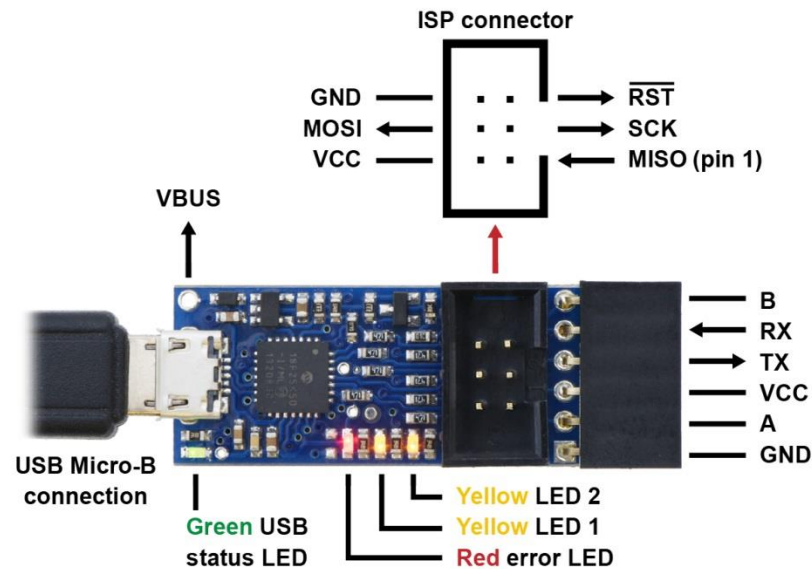 ISP connector
GND
MOSI
VCC
RST
SCK
MISO (pin 1)
VBUS
B
RX
TX
VCC
A
GND
USB Micro-B
connection
Green USB
status LED
Yellow LED 2
Yellow LED 1
Red error LED